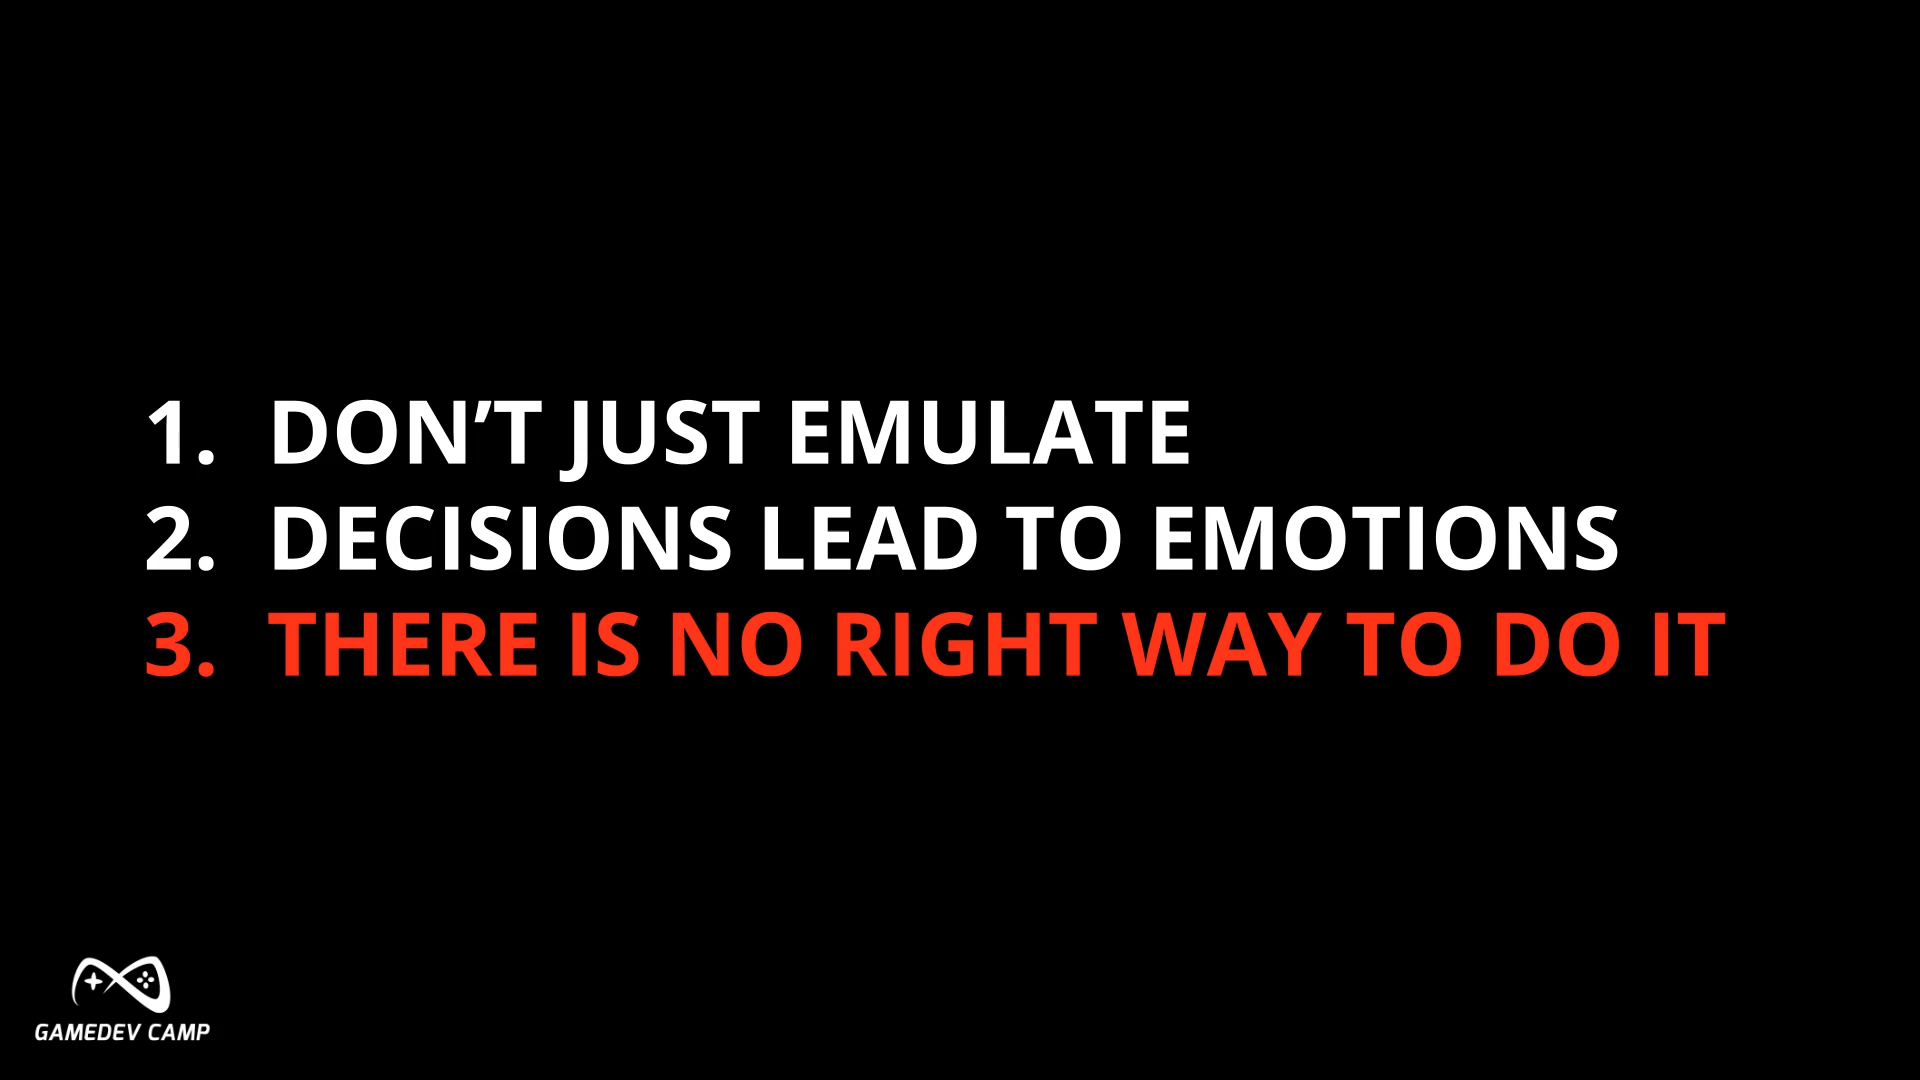 1. DON’T JUST EMULATE
2. DECISIONS LEAD TO EMOTIONS
3. THERE IS NO RIGHT WAY TO DO IT
GAMEDEV CAMP